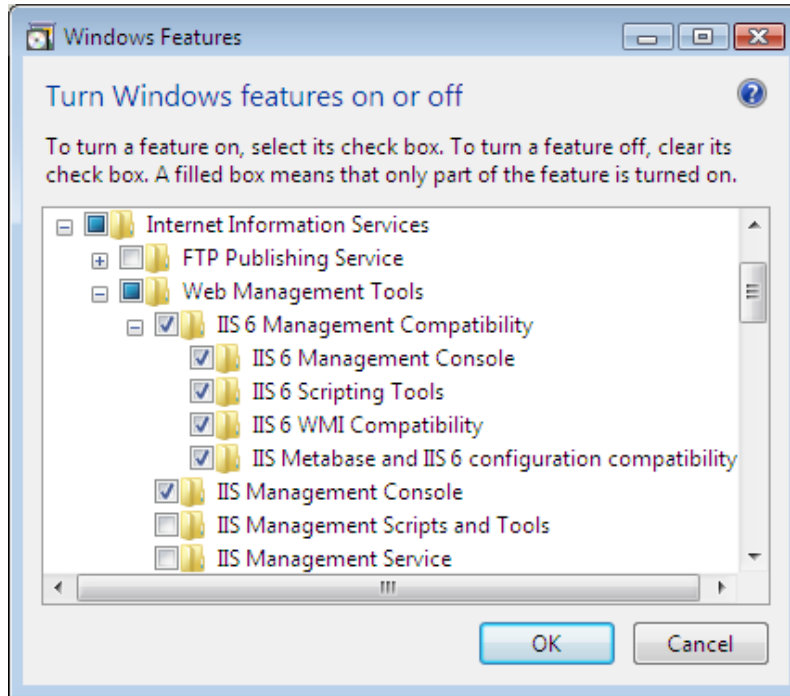 Windows Features
Turn Windows features on or off
To turn a feature on, select its check box. To turn a feature off, clear its
check box. A filled box means that only part of the feature is turned on.
Internet Information Services
FTP Publishing Service
Web Management Tools
IIS 6 Management Compatibility
IIS 6 Management Console
IIS 6 Scripting Tools
IIS 6 WMI Compatibility
IIS Metabase and IIS 6 configuration compatibility
IIS Management Console
IIS Management Scripts and Tools
IIS Management Service
OK Cancel